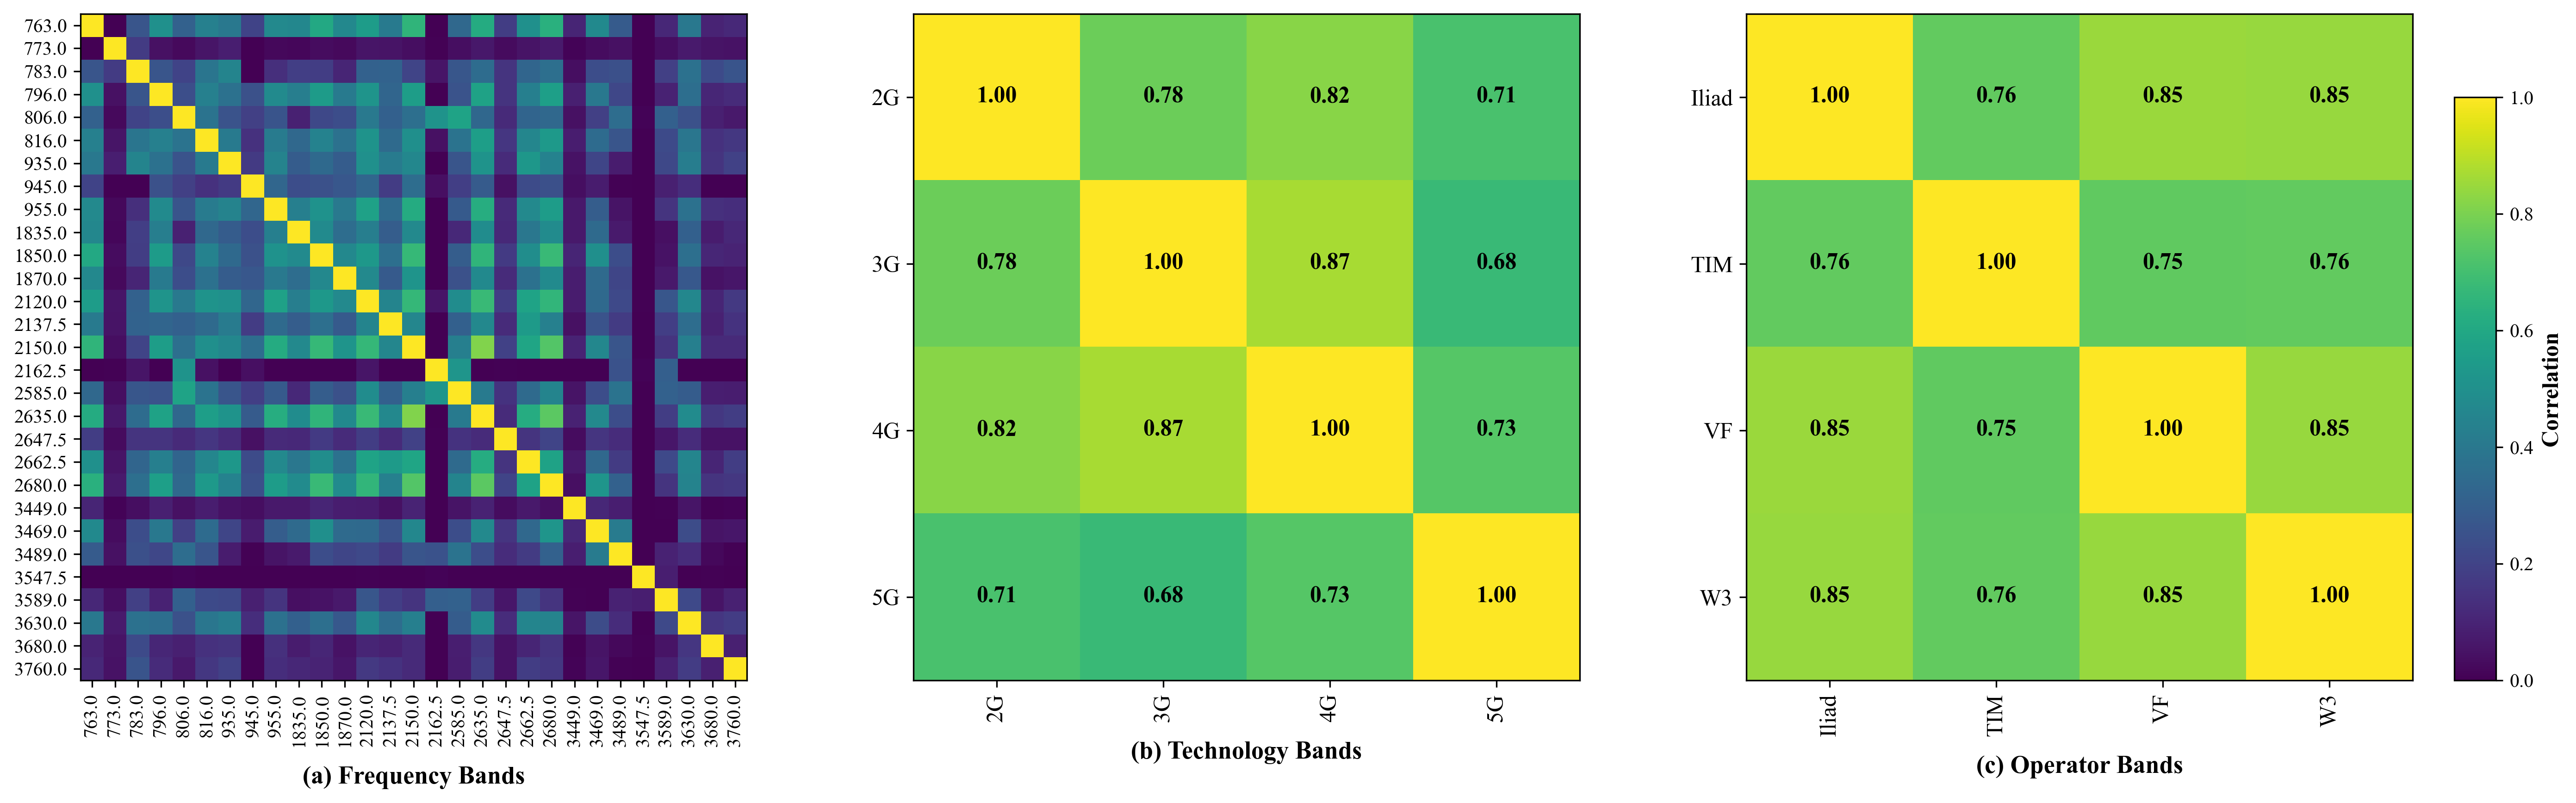 763.0
773.0
783.0
796.0
806.0
816.0
935.0
945.0
955.0
1835.0
1850.0
1870.0
2120.0
2137.5
2150.0
2162.5
2585.0
2635.0
2647.5
2662.5
2680.0
3449.0
3469.0
3489.0
3547.5
3589.0
3630.0
3680.0
3760.0
763.0 773.0 783.0 796.0 806.0 816.0 935.0 945.0 955.0 1835.0 1850.0 1870.0 2120.0 2137.5 2150.0 2162.5 2585.0 2635.0 2647.5 2662.5 2680.0 3449.0 3469.0 3489.0 3547.5 3589.0 3630.0 3680.0 3760.0
(a) Frequency Bands
2G 1.00 0.78 0.82 0.71
3G 0.78 1.00 0.87 0.68
4G 0.82 0.87 1.00 0.73
5G 0.71 0.68 0.73 1.00
2G 3G 4G 5G
(b) Technology Bands
Iliad 1.00 0.76 0.85 0.85
TIM 0.76 1.00 0.75 0.76
VF 0.85 0.75 1.00 0.85
W3 0.85 0.76 0.85 1.00
Iliad TIM VF W3
(c) Operator Bands
1.0
0.8
0.6
0.4
0.2
0.0
Correlation